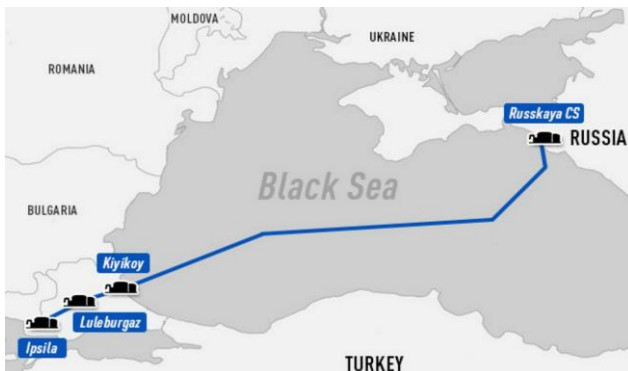 MOLDOVA
UKRAINE
ROMANIA
Russkaya CS
RUSSIA
Black Sea
BULGARIA
Kiyikoy
Luleburgaz
Ipsila
TURKEY